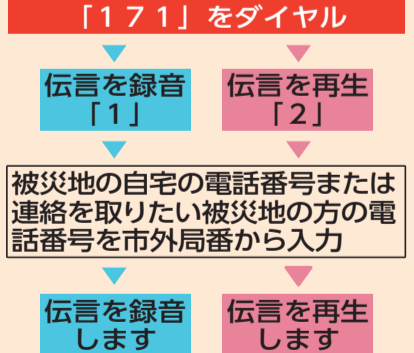 「１７１」をダイヤル
伝言を録音
「１」
伝言を再生
「２」
被災地の自宅の電話番号または
連絡を取りたい被災地の方の電
話番号を市外局番から入力
伝言を録音
します
伝言を再生
します